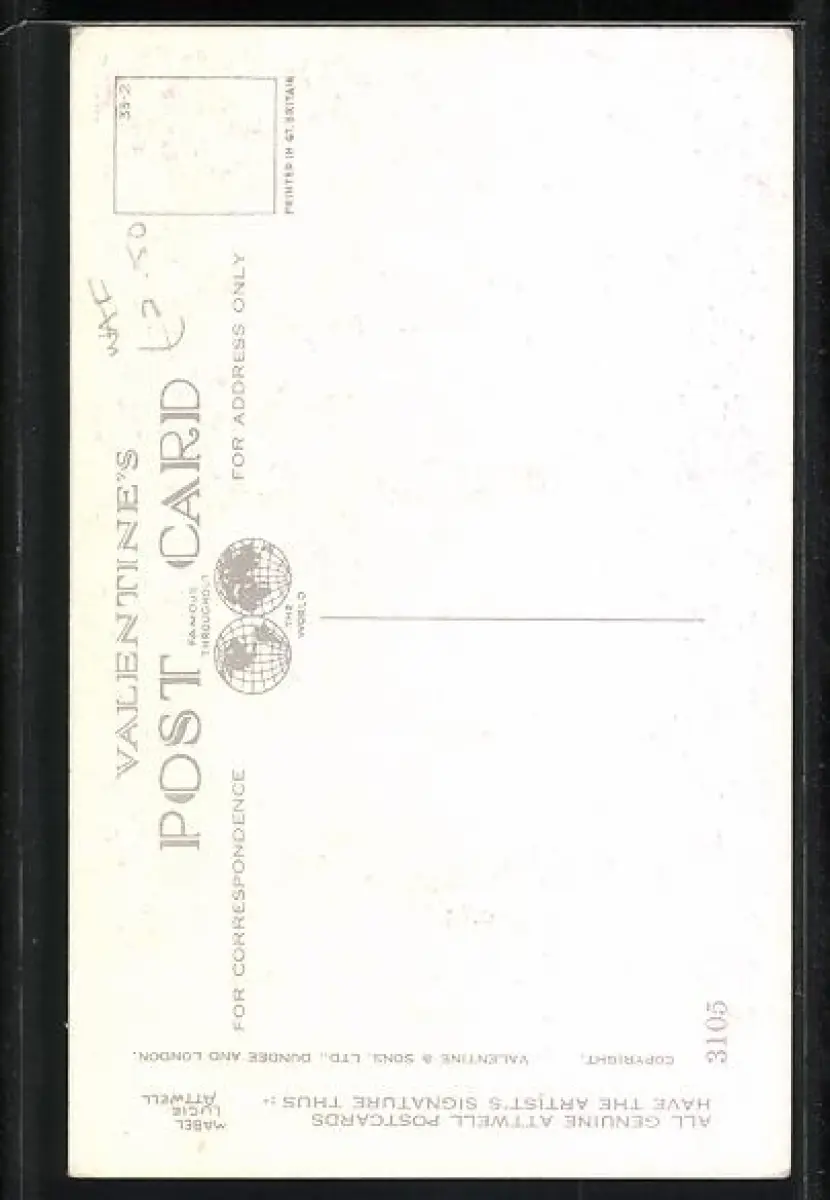 VALENTINE'S
POST CARD
FAMOUS
THROUGHOUT
THE
WORLD
FOR CORRESPONDENCE
FOR ADDRESS ONLY
PRINTED IN GT. BRITAIN
.50
ALL GENUINE ATTWELL POSTCARDS
HAVE THE ARTIST'S SIGNATURE THUS :-
MABEL
LUCIE
ATTWELL
COPYRIGHT. VALENTINE & SONS, LTD., DUNDEE AND LONDON.
3105